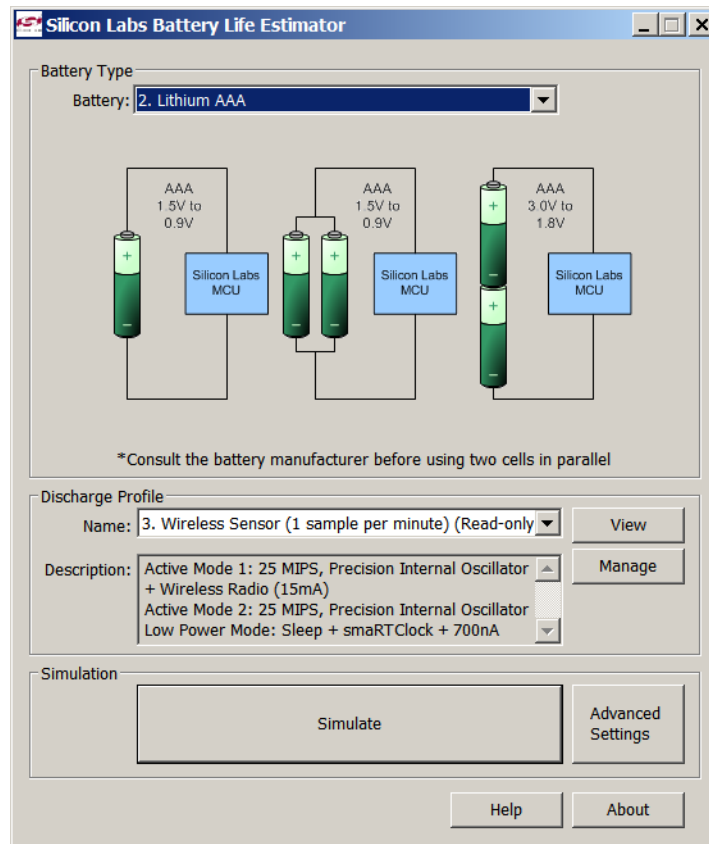 Silicon Labs Battery Life Estimator
Battery Type
Battery: 2. Lithium AAA
AAA
1.5V to
0.9V
+
-
Silicon Labs
MCU
AAA
1.5V to
0.9V
+ +
- -
Silicon Labs
MCU
AAA
3.0V to
1.8V
+
-
+
-
Silicon Labs
MCU
*Consult the battery manufacturer before using two cells in parallel
Discharge Profile
Name: 3. Wireless Sensor (1 sample per minute) (Read-only
View
Description: Active Mode 1: 25 MIPS, Precision Internal Oscillator
+ Wireless Radio (15mA)
Active Mode 2: 25 MIPS, Precision Internal Oscillator
Low Power Mode: Sleep + smaRTClock + 700nA
Manage
Simulation
Simulate
Advanced
Settings
Help
About